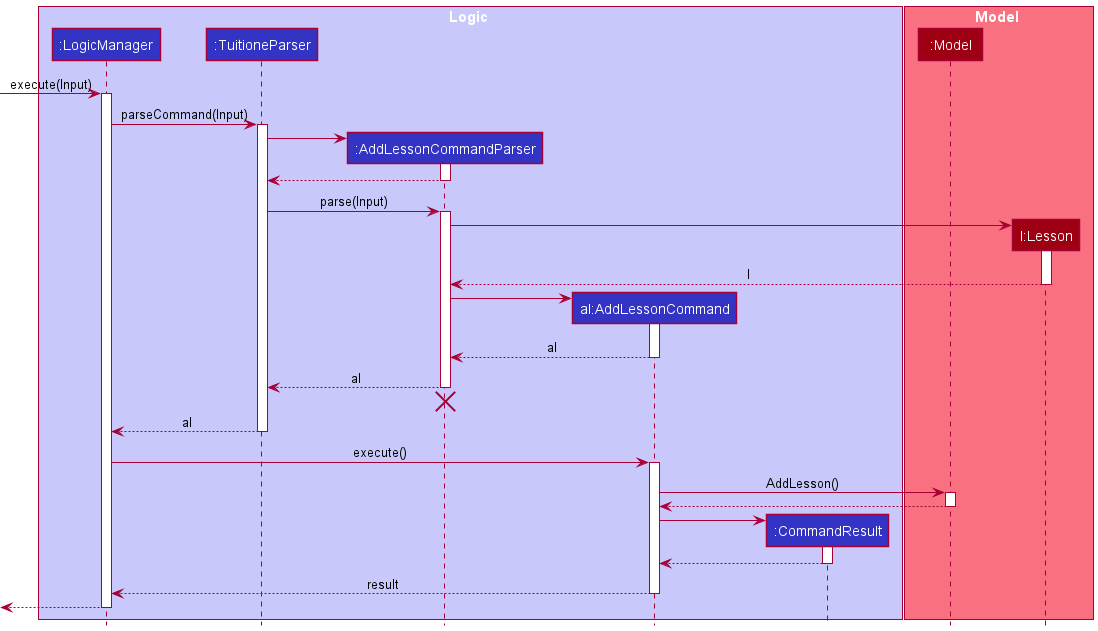 Logic
Model
:LogicManager
:TuitioneParser
:Model
execute(Input)
parseCommand(Input)
:AddLessonCommandParser
parse(Input)
l:Lesson
l
al:AddLessonCommand
al
al
al
execute()
AddLesson()
:CommandResult
result